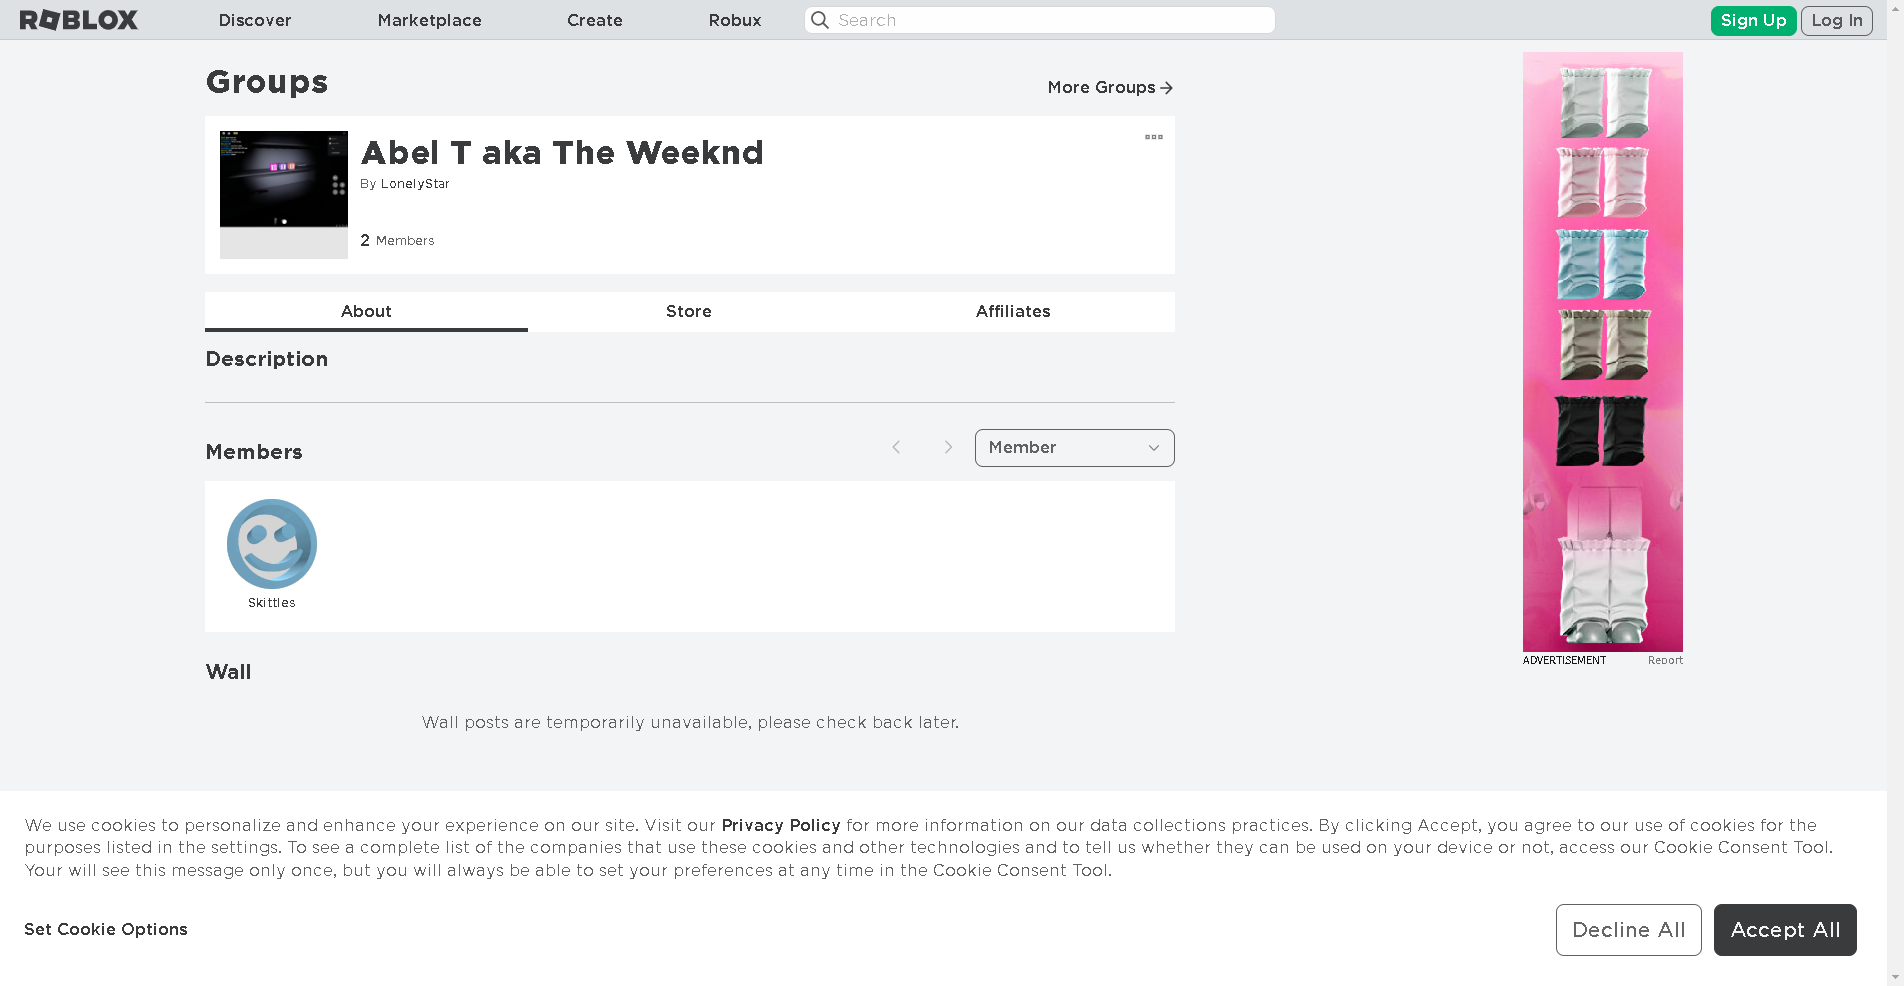 ROBLOX
Discover
Marketplace
Create
Robux
Search
Sign Up
Log In
Groups
More Groups
Abel T aka The Weeknd
By LonelyStar
2 Members
About
Store
Affiliates
Description
Members
Member
Skittles
Wall
Wall posts are temporarily unavailable, please check back later.
ADVERTISEMENT
Report
We use cookies to personalize and enhance your experience on our site. Visit our Privacy Policy for more information on our data collections practices. By clicking Accept, you agree to our use of cookies for the
purposes listed in the settings. To see a complete list of the companies that use these cookies and other technologies and to tell us whether they can be used on your device or not, access our Cookie Consent Tool.
Your will see this message only once, but you will always be able to set your preferences at any time in the Cookie Consent Tool.
Set Cookie Options
Decline All
Accept All